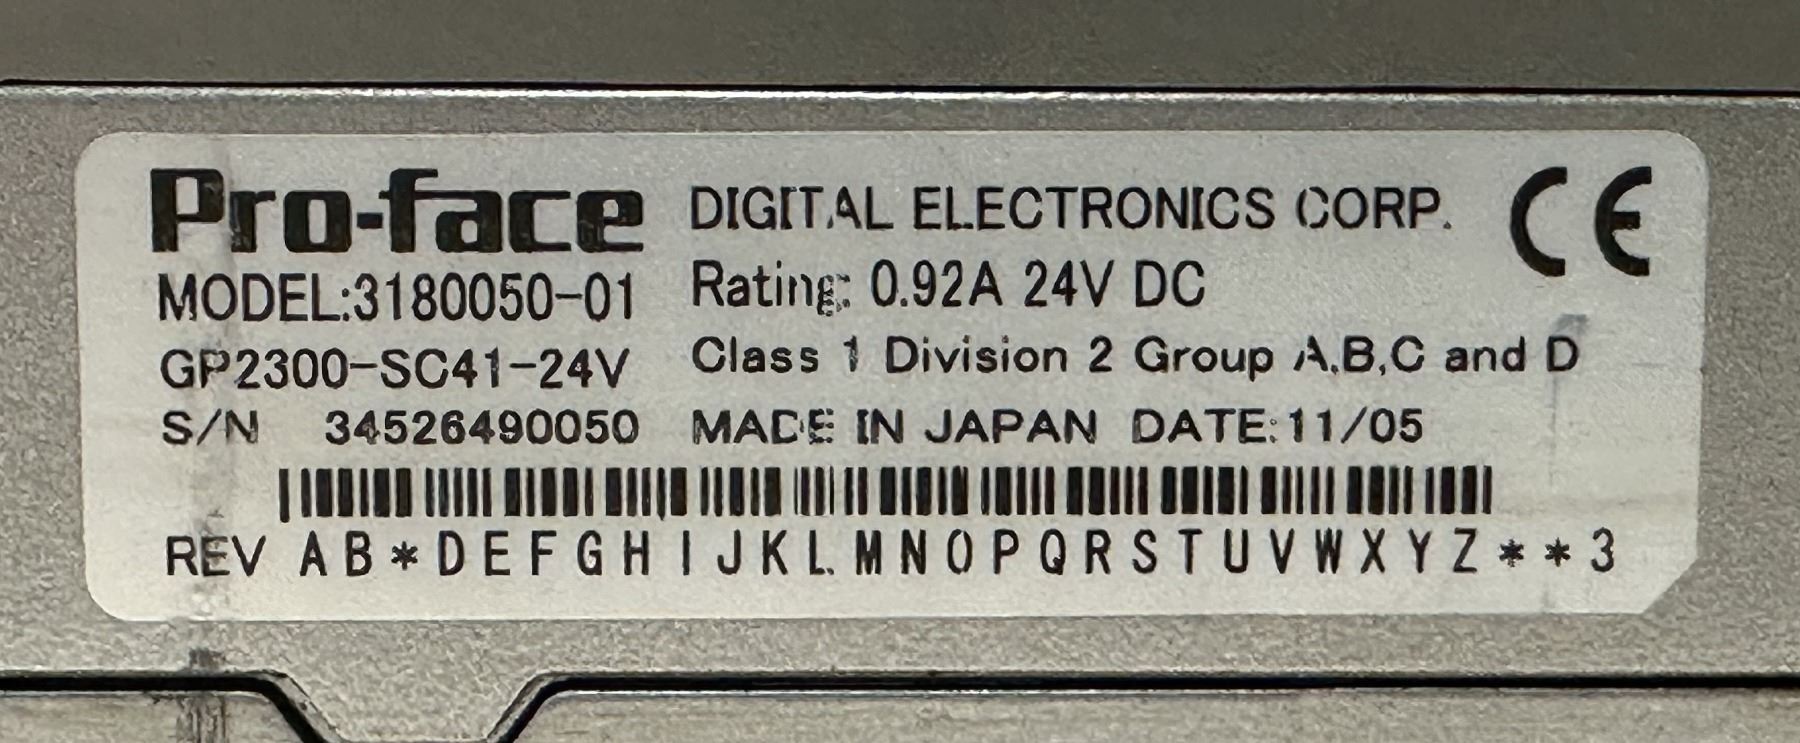 Pro-face DIGITAL ELECTRONICS CORP. CE
MODEL:3180050-01 Rating: 0.92A 24V DC
GP2300-SC41-24V Class 1 Division 2 Group A,B,C and D
S/N 34526490050 MADE IN JAPAN DATE:11/05
REV A B * D E F G H I J K L M N O P Q R S T U V W X Y Z * * 3